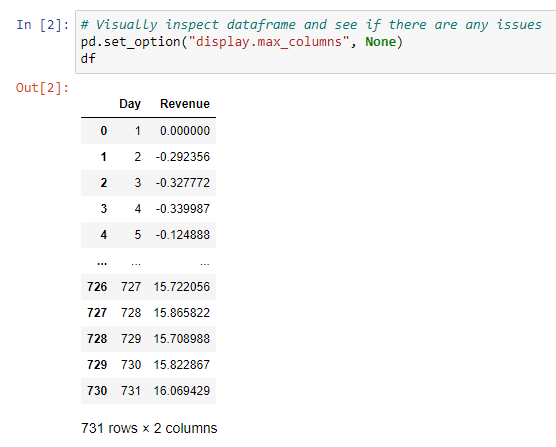 In [2]: # Visually inspect dataframe and see if there are any issues
pd.set_option("display.max_columns", None)
df
Out[2]:
Day Revenue
0 1 0.000000
1 2 -0.292356
2 3 -0.327772
3 4 -0.339987
4 5 -0.124888
... ... ...
726 727 15.722056
727 728 15.865822
728 729 15.708988
729 730 15.822867
730 731 16.069429
731 rows × 2 columns